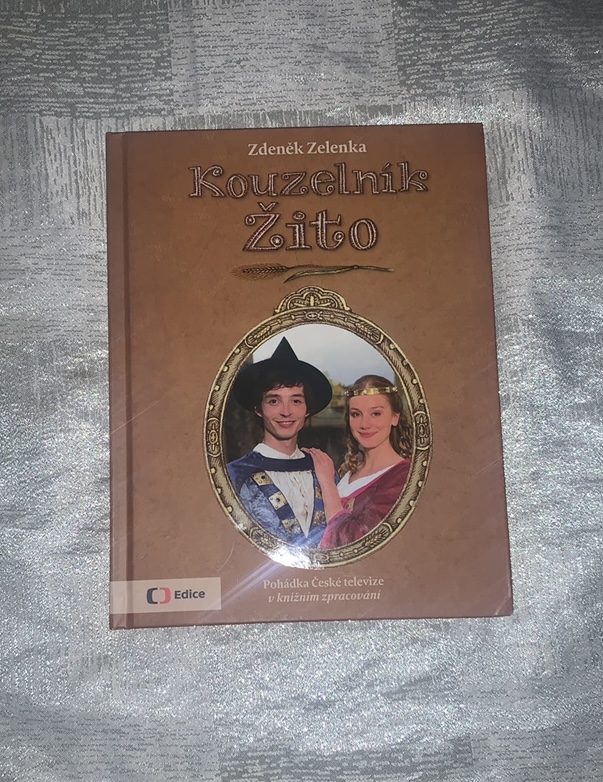 Zdeněk Zelenka
Kouzelník
Žito
Edice
Pohádka České televize
v knižním zpracování